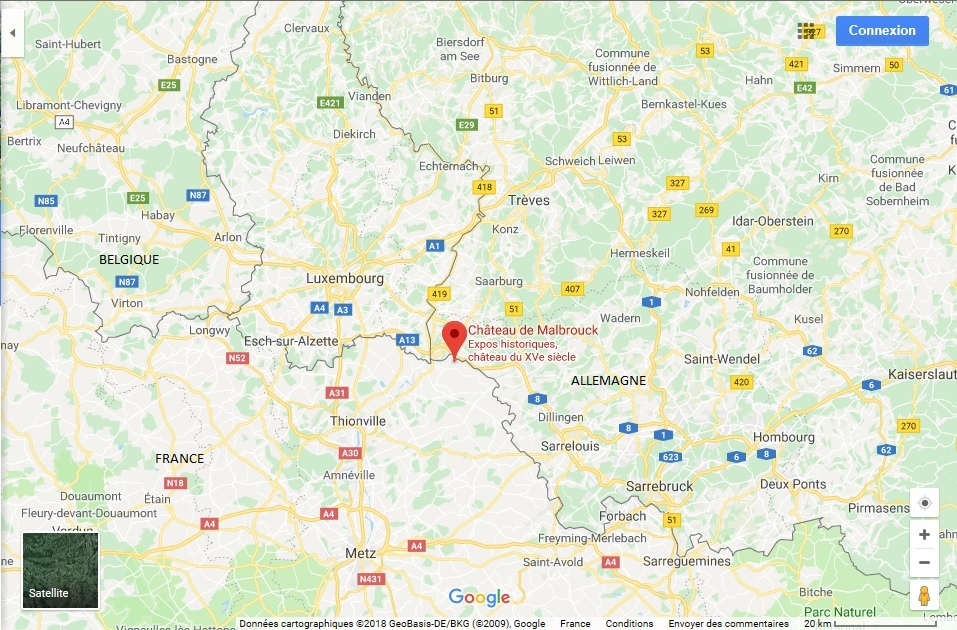 Clervaux
Connexion
Saint-Hubert
Biersdorf
am See
327
Bastogne
53
Commune
fusionnée de
Wittlich-Land
421
Simmern
50
E25
Bitburg
Hahn
E42
61
Libramont-Chevigny
E421
Vianden
Bernkastel-Kues
A4
51
E29
Diekirch
53
Bertrix
Neufchâteau
Echternach
Schweich
Leiwen
Commune
fusionnée
de Bad
Sobernheim
418
327
Kirn
N85
E25
N87
Trèves
327
269
Habay
Idar-Oberstein
Florenville
Tintigny
Arlon
A1
Konz
270
BELGIQUE
41
Hermeskeil
Commune
fusionnée de
Baumholder
N87
Luxembourg
Saarburg
407
Nohfelden
Virton
419
1
A4
A3
51
Wadern
Kusel
Longwy
Esch-sur-Alzette
A13
Château de Malbrouck
Expos historiques,
château du XVe siècle
nay
N52
62
Saint-Wendel
ALLEMAGNE
Kaiserslaut
420
6
A31
8
Thionville
Dillingen
270
8
1
Hombourg
Sarrelouis
62
A30
623
6
8
FRANCE
Amnéville
N18
Sarrebruck
Deux Ponts
Douaumont
Étain
Fleury-devant-Douaumont
Pirmasens
A4
A4
Forbach
51
Verdun
Freyming-Merlebach
Metz
A4
Saint-Avold
A4
Sarreguemines
N431
Satellite
Bitche
Google
Parc Naturel
Vigneulles-lès-Hattonc
Données cartographiques ©2018 GeoBasis-DE/BKG (©2009), Google France Conditions Envoyer des commentaires 20 km